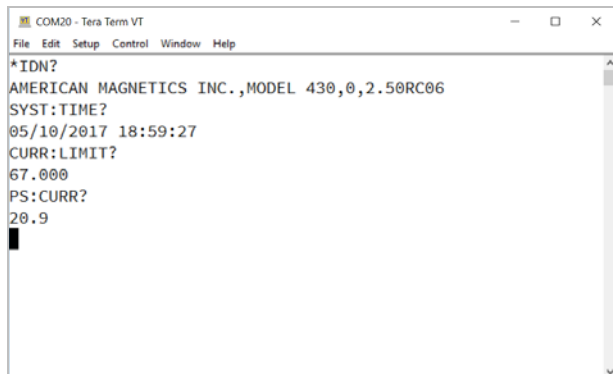 COM20 - Tera Term VT
File Edit Setup Control Window Help
*IDN?
AMERICAN MAGNETICS INC.,MODEL 430,0,2.50RC06
SYST:TIME?
05/10/2017 18:59:27
CURR:LIMIT?
67.000
PS:CURR?
20.9